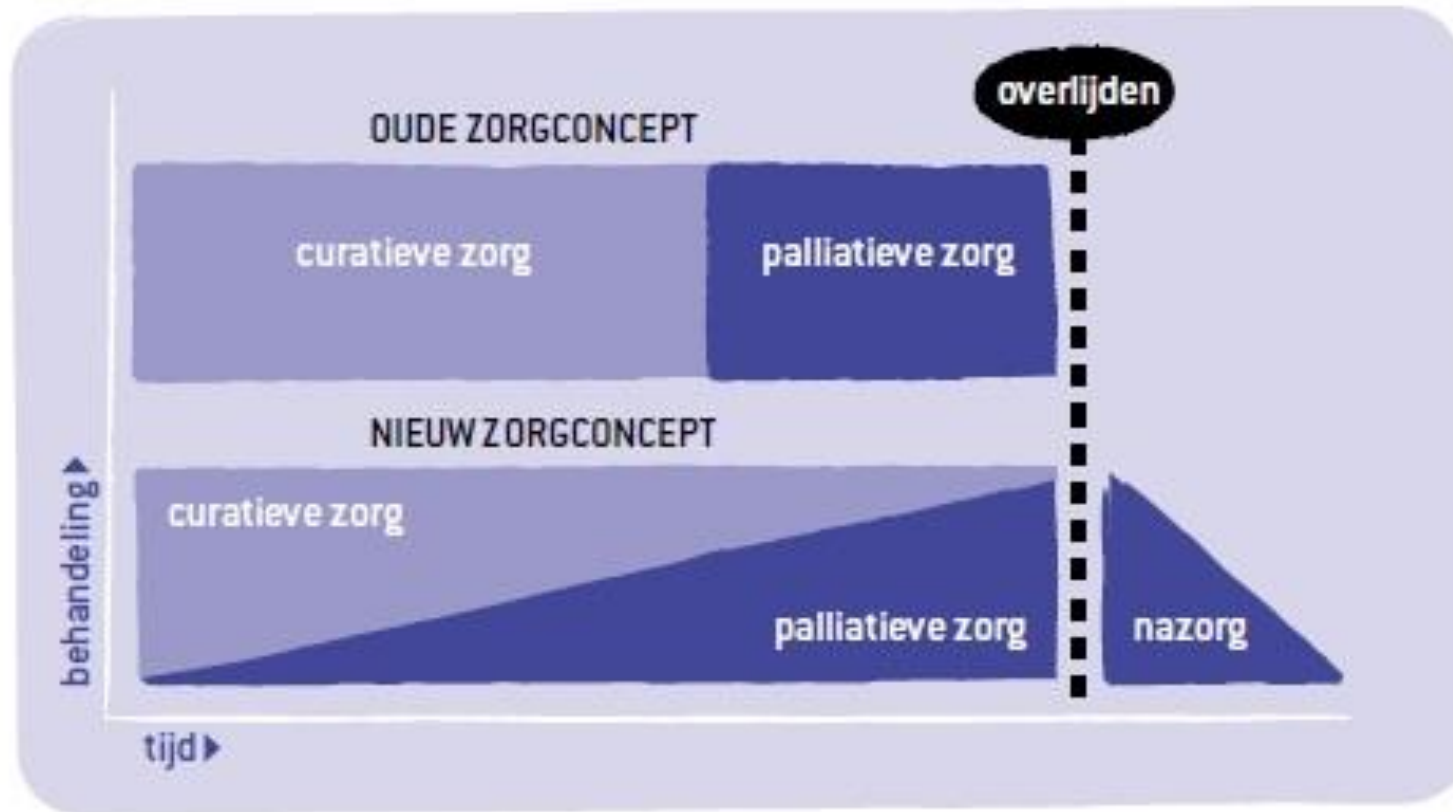 overlijden
OUDE ZORGCONCEPT
curatieve zorg
palliatieve zorg
NIEUW ZORGCONCEPT
curatieve zorg
palliatieve zorg
nazorg
behandeling
tijd